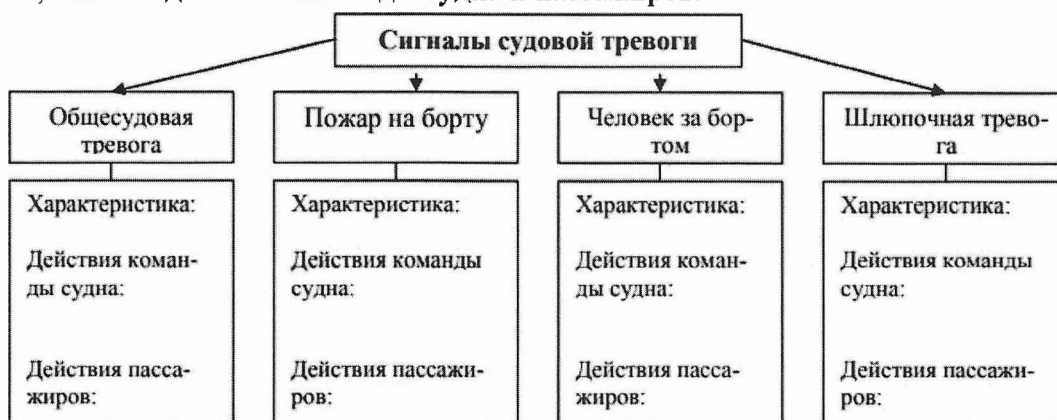 Сигналы судовой тревоги
Общесудовая
тревога
Пожар на борту
Человек за бор-
том
Шлюпочная трево-
га
Характеристика:
Действия коман-
ды судна:
Действия пасса-
жиров:
Характеристика:
Действия команды
судна:
Действия пассажи-
ров:
Характеристика:
Действия коман-
ды судна:
Действия пасса-
жиров:
Характеристика:
Действия команды
судна:
Действия пассажи-
ров: